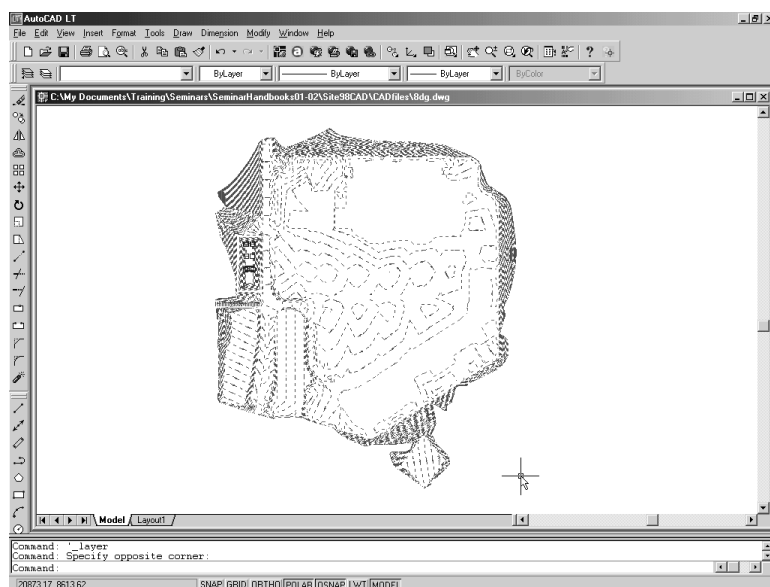 AutoCAD LT
File Edit View Insert Format Tools Draw Dimension Modify Window Help
ByLayer ByLayer ByLayer ByColor
C:\My Documents\Training\Seminars\SeminarHandbooks01-02\Site98CAD\CADfiles\8dg.dwg
Model Layout1
Command: '_layer
Command: Specify opposite corner:
Command:
20873.17, 8613.62 SNAP GRID ORTHO POLAR OSNAP LWT MODEL